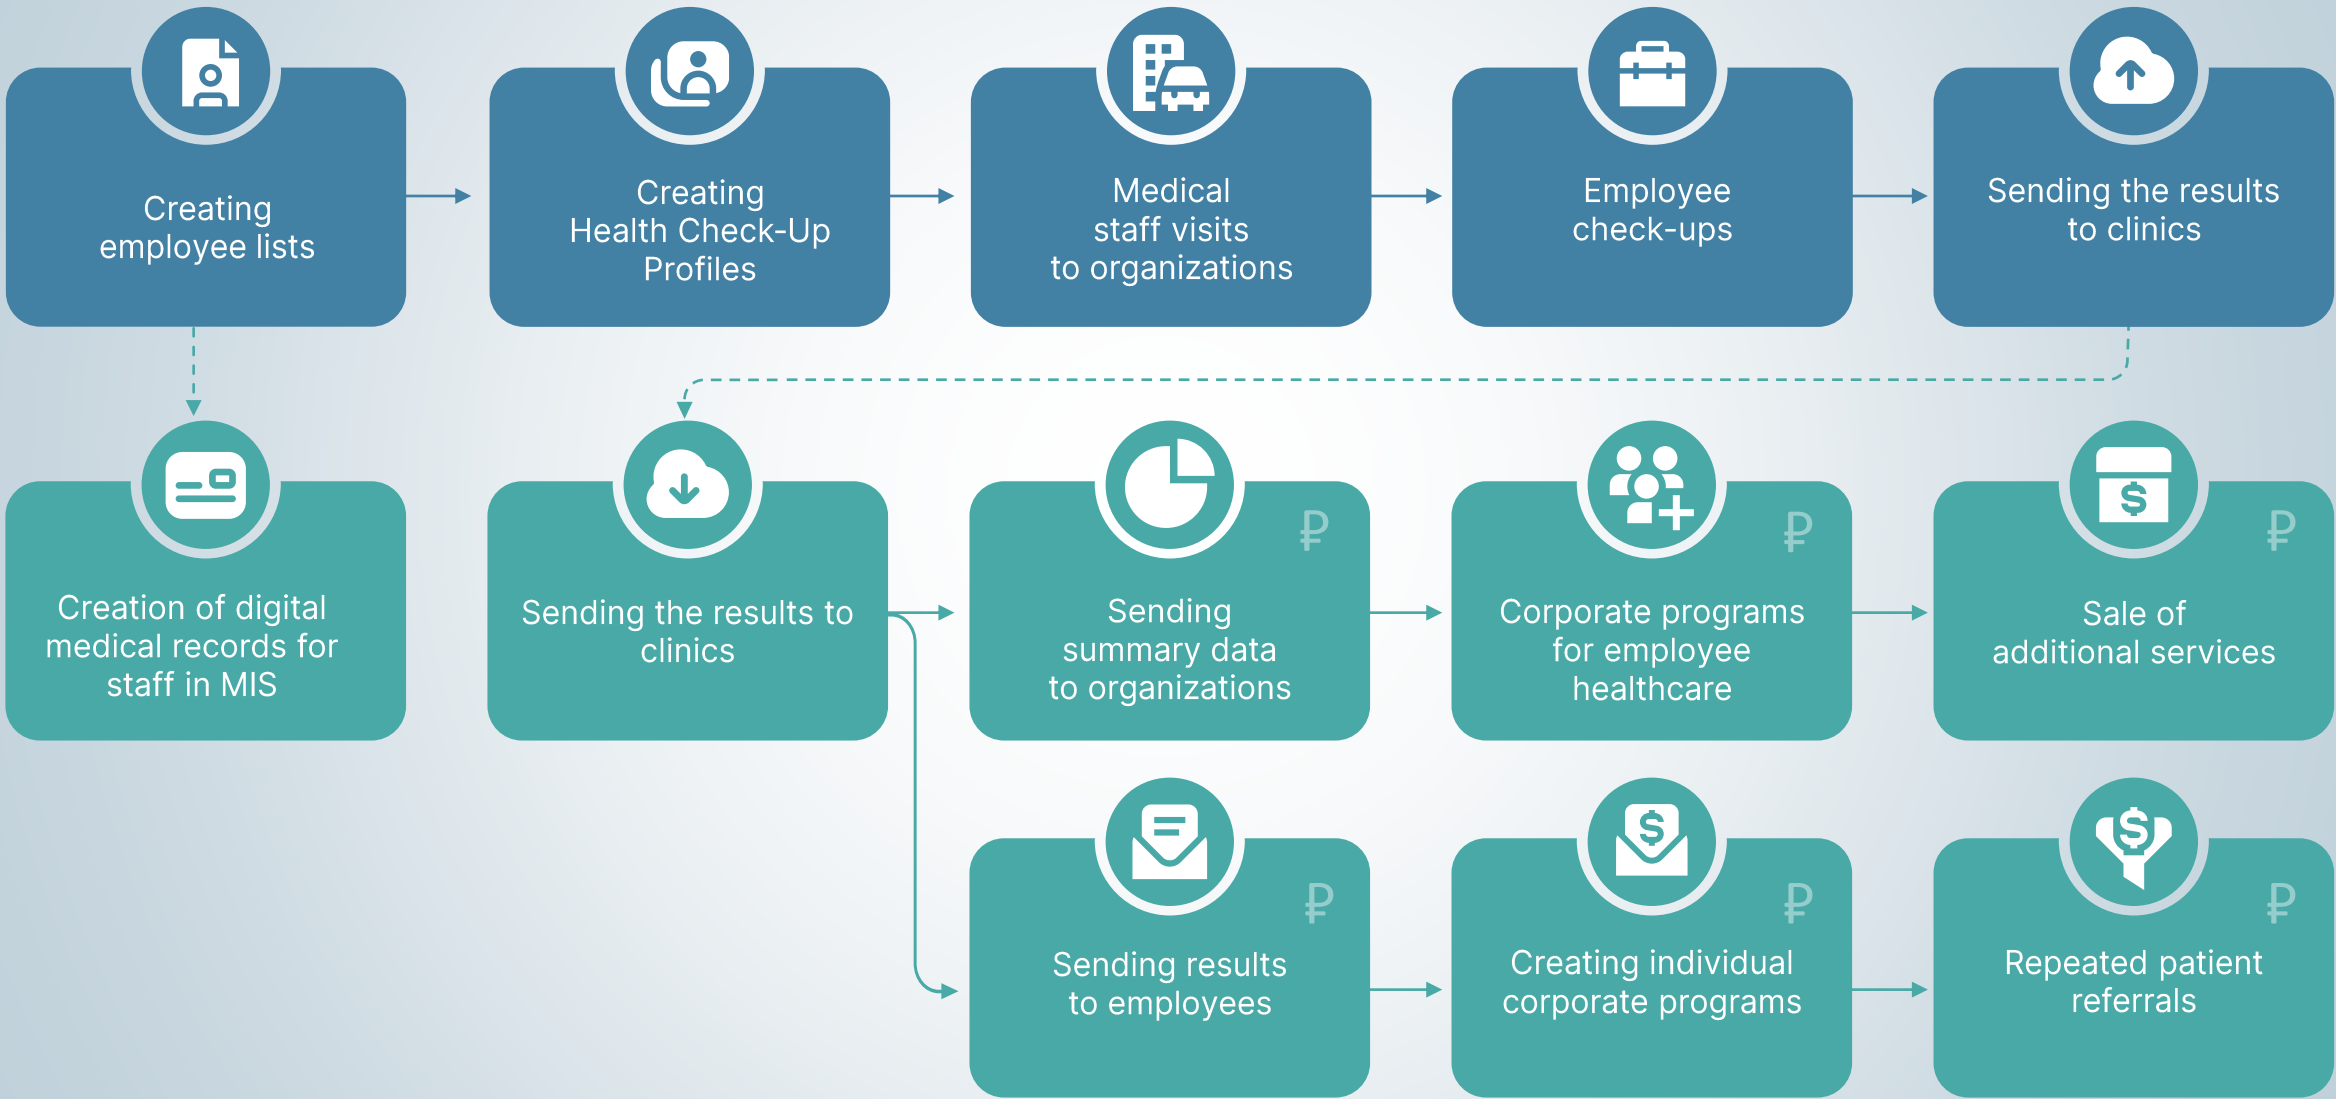 Creating
employee lists
Creating
Health Check-Up
Profiles
Medical
staff visits
to organizations
Employee
check-ups
Sending the results
to clinics
Creation of digital
medical records for
staff in MIS
Sending the results to
clinics
₽
Sending
summary data
to organizations
₽
Corporate programs
for employee
healthcare
$
₽
Sale of
additional services
₽
Sending results
to employees
$
₽
Creating individual
corporate programs
$
₽
Repeated patient
referrals